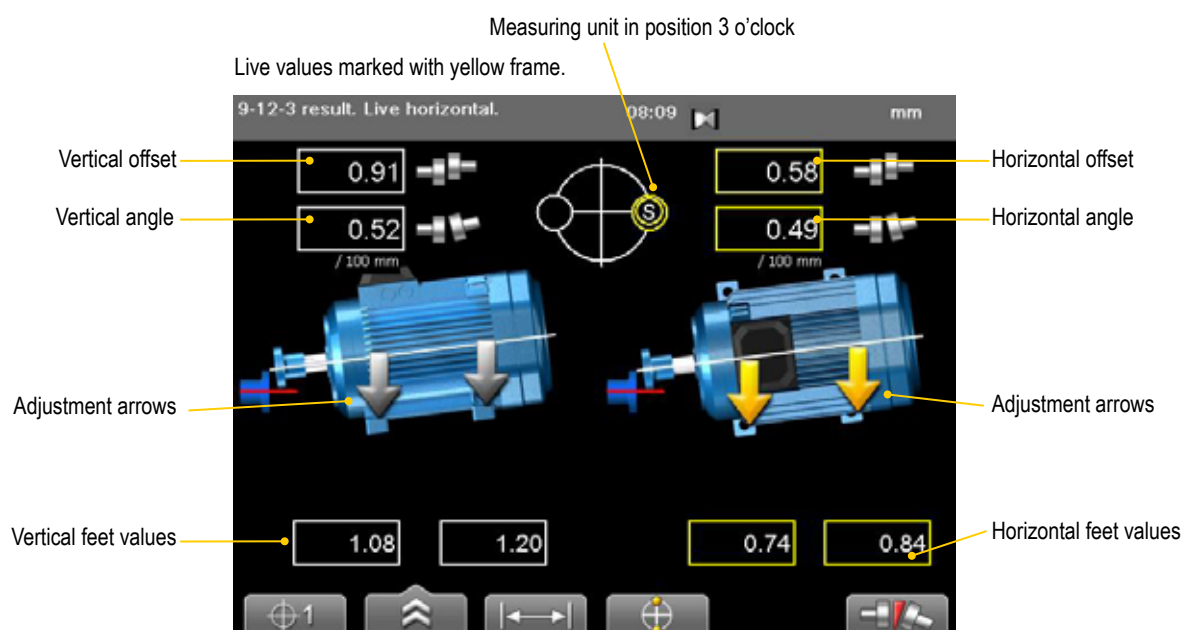 Measuring unit in position 3 o’clock
Live values marked with yellow frame.
9-12-3 result. Live horizontal. 08:09 mm
Vertical offset 0.91 0.58 Horizontal offset
Vertical angle 0.52 S 0.49 Horizontal angle
/ 100 mm / 100 mm
Adjustment arrows Adjustment arrows
Vertical feet values 1.08 1.20 0.74 0.84 Horizontal feet values
1